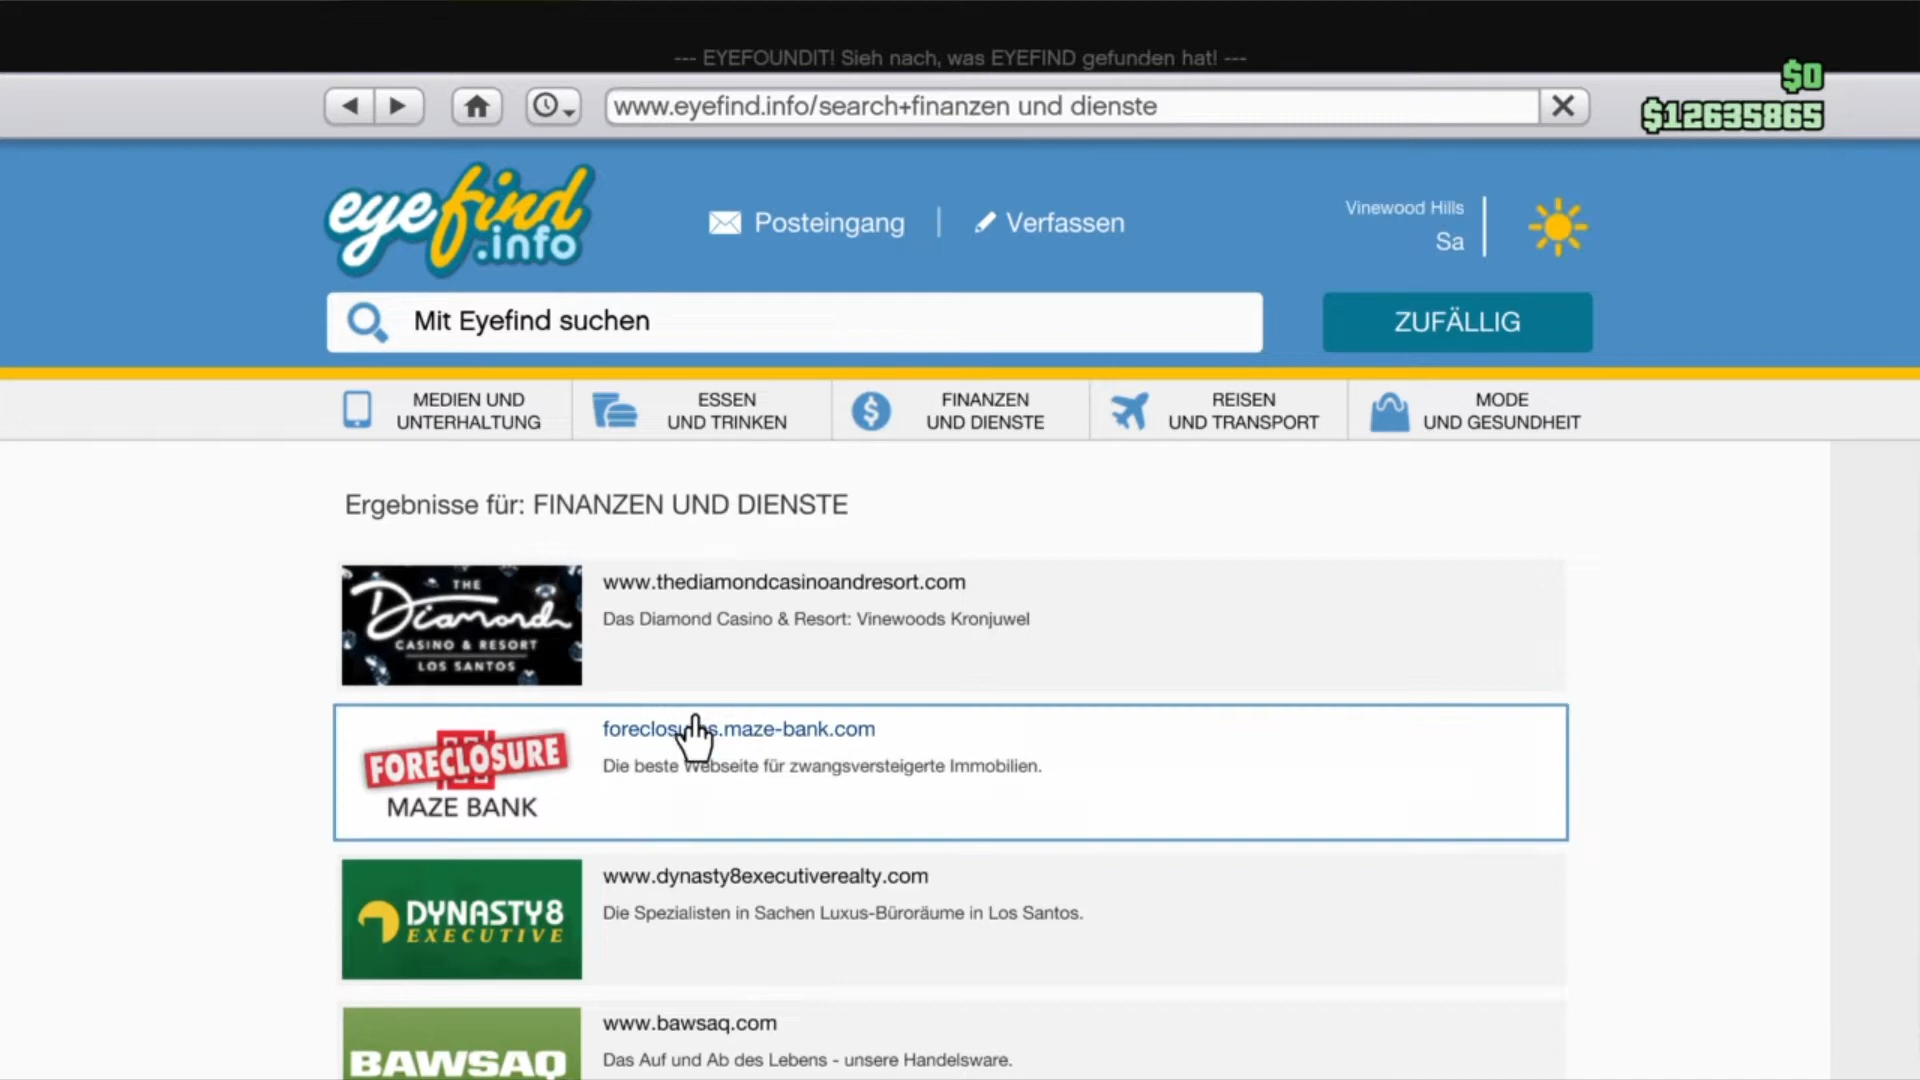 --- EYEFOUNDIT! Sieh nach, was EYEFIND gefunden hat! ---
$0
www.eyefind.info/search+finanzen und dienste
$12635865
eyefind
.info
Posteingang
Verfassen
Vinewood Hills
Sa
Mit Eyefind suchen
ZUFÄLLIG
MEDIEN UND
UNTERHALTUNG
ESSEN
UND TRINKEN
FINANZEN
UND DIENSTE
REISEN
UND TRANSPORT
MODE
UND GESUNDHEIT
Ergebnisse für: FINANZEN UND DIENSTE
THE
Diamond
CASINO & RESORT
LOS SANTOS
www.thediamondcasinoandresort.com
Das Diamond Casino & Resort: Vinewoods Kronjuwel
FORECLOSURE
MAZE BANK
foreclosures.maze-bank.com
Die beste Webseite für zwangsversteigerte Immobilien.
DYNASTY8
EXECUTIVE
www.dynasty8executiverealty.com
Die Spezialisten in Sachen Luxus-Büroräume in Los Santos.
BAWSAQ
www.bawsaq.com
Das Auf und Ab des Lebens - unsere Handelsware.